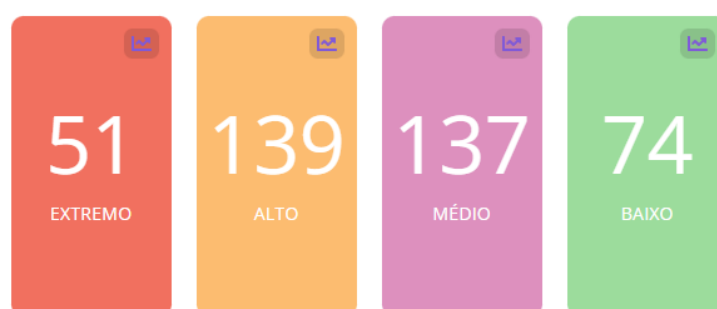 51
EXTREMO
139
ALTO
137
MÉDIO
74
BAIXO